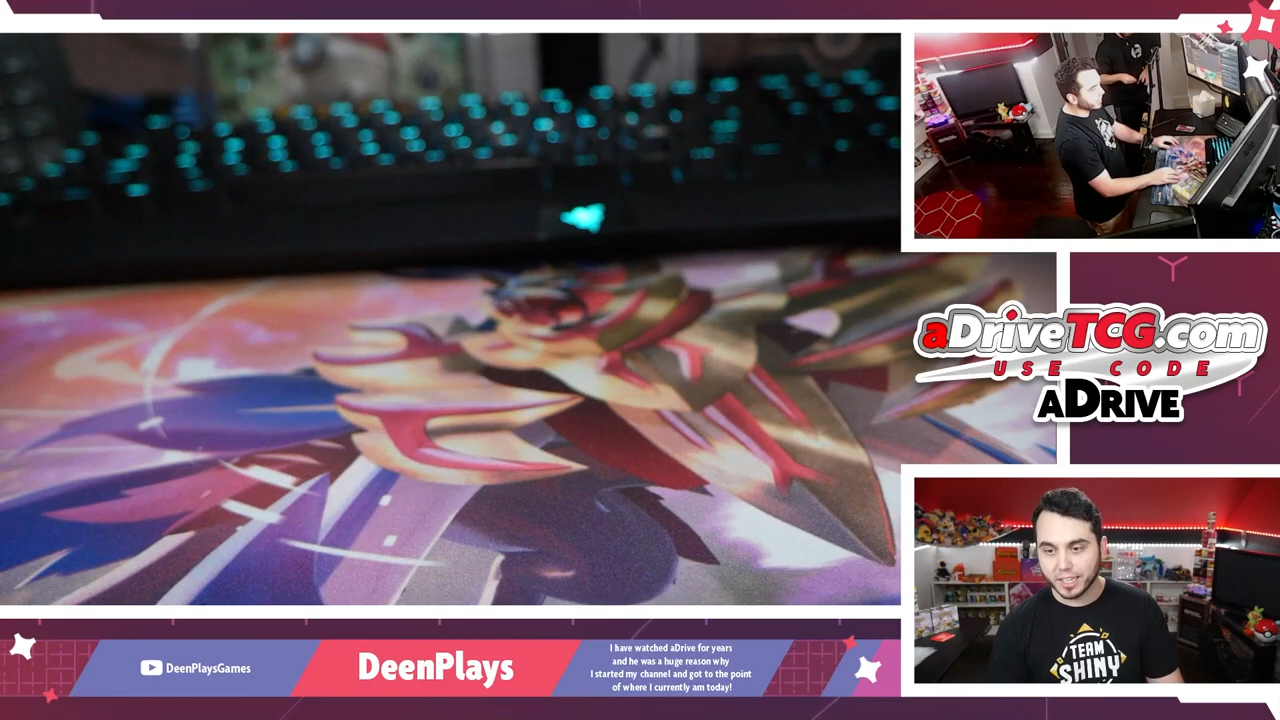 aDriveTCG.com
USE CODE
ADRIVE
TEAM
SHINY
DeenPlaysGames
DeenPlays
I have watched aDrive for years
and he was a huge reason why
I started my channel and got to the point
of where I currently am today!